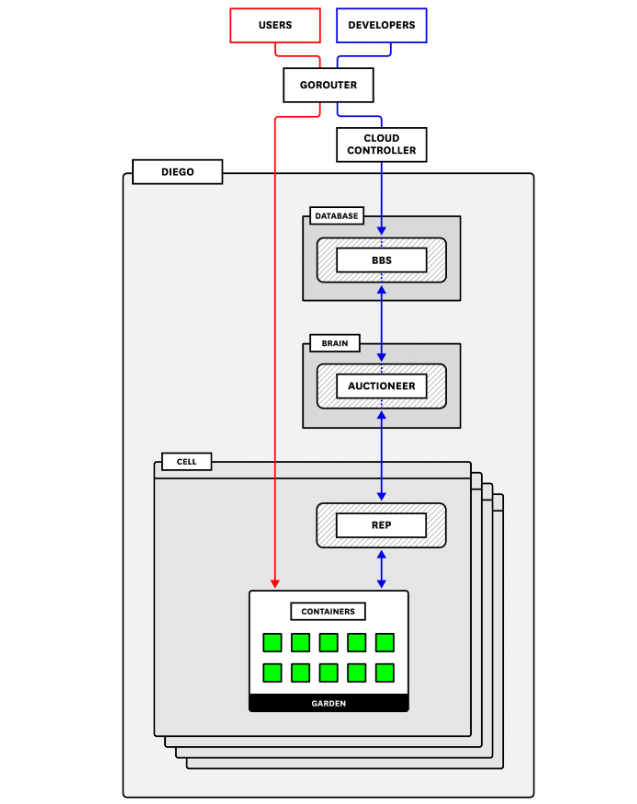 USERS
DEVELOPERS
GOROUTER
CLOUD
CONTROLLER
DIEGO
DATABASE
BBS
BRAIN
AUCTIONEER
CELL
REP
CONTAINERS
GARDEN